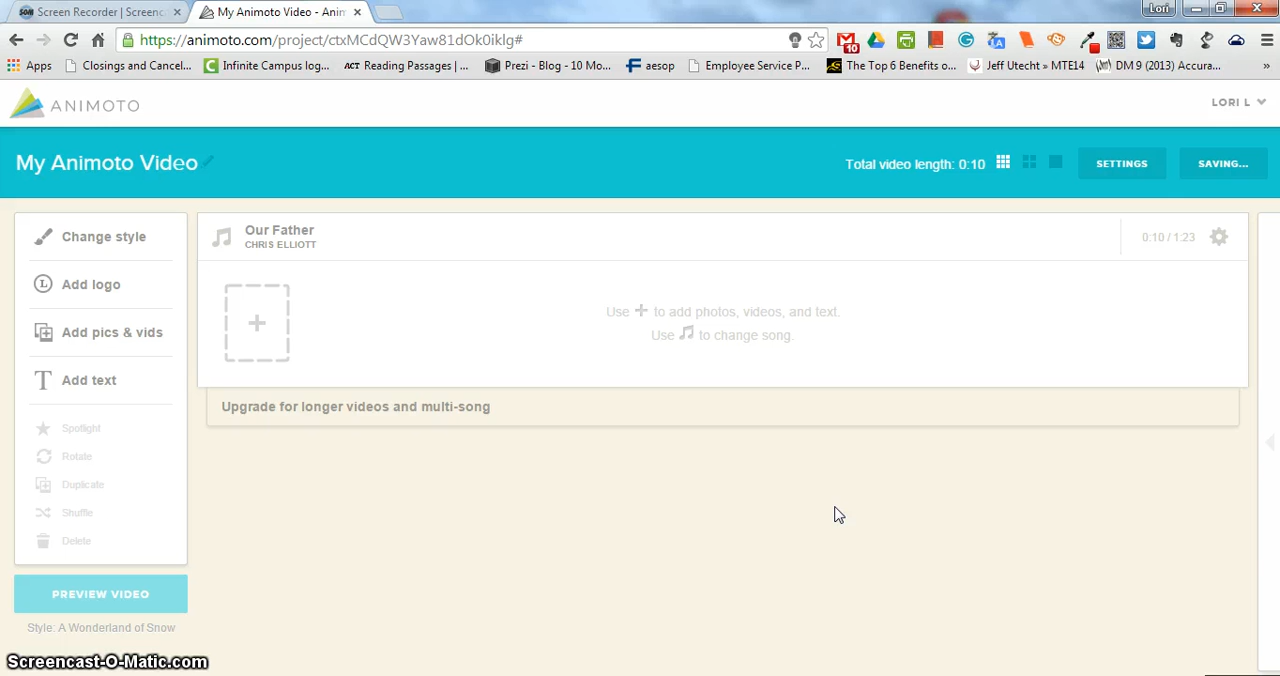 Screen Recorder | Screenc
My Animoto Video - Anim
Lori
https://animoto.com/project/ctxMCdQW3Yaw81dOk0iklg#
10
Apps
Closings and cancel...
Infinite Campus log...
ACT Reading Passages | ...
Prezi - Blog - 10 Mo...
aesop
Employee Service P...
The Top 6 Benefits o...
Jeff Utecht » MTE14
DM 9 (2013) Accura...
»
ANIMOTO
LORI L
My Animoto Video
Total video length: 0:10
SETTINGS
SAVING...
Change style
Add logo
Add pics & vids
Add text
Spotlight
Rotate
Duplicate
Shuffle
Delete
PREVIEW VIDEO
Style: A Wonderland of Snow
Our Father
CHRIS ELLIOTT
0:10 / 1:23
Use + to add photos, videos, and text.
Use ♫ to change song.
Upgrade for longer videos and multi-song
Screencast-O-Matic.com